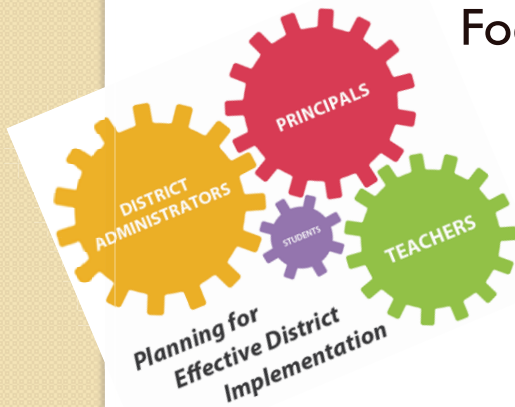 PRINCIPALS
DISTRICT
ADMINISTRATORS
STUDENTS
TEACHERS
Planning for
Effective District
Implementation